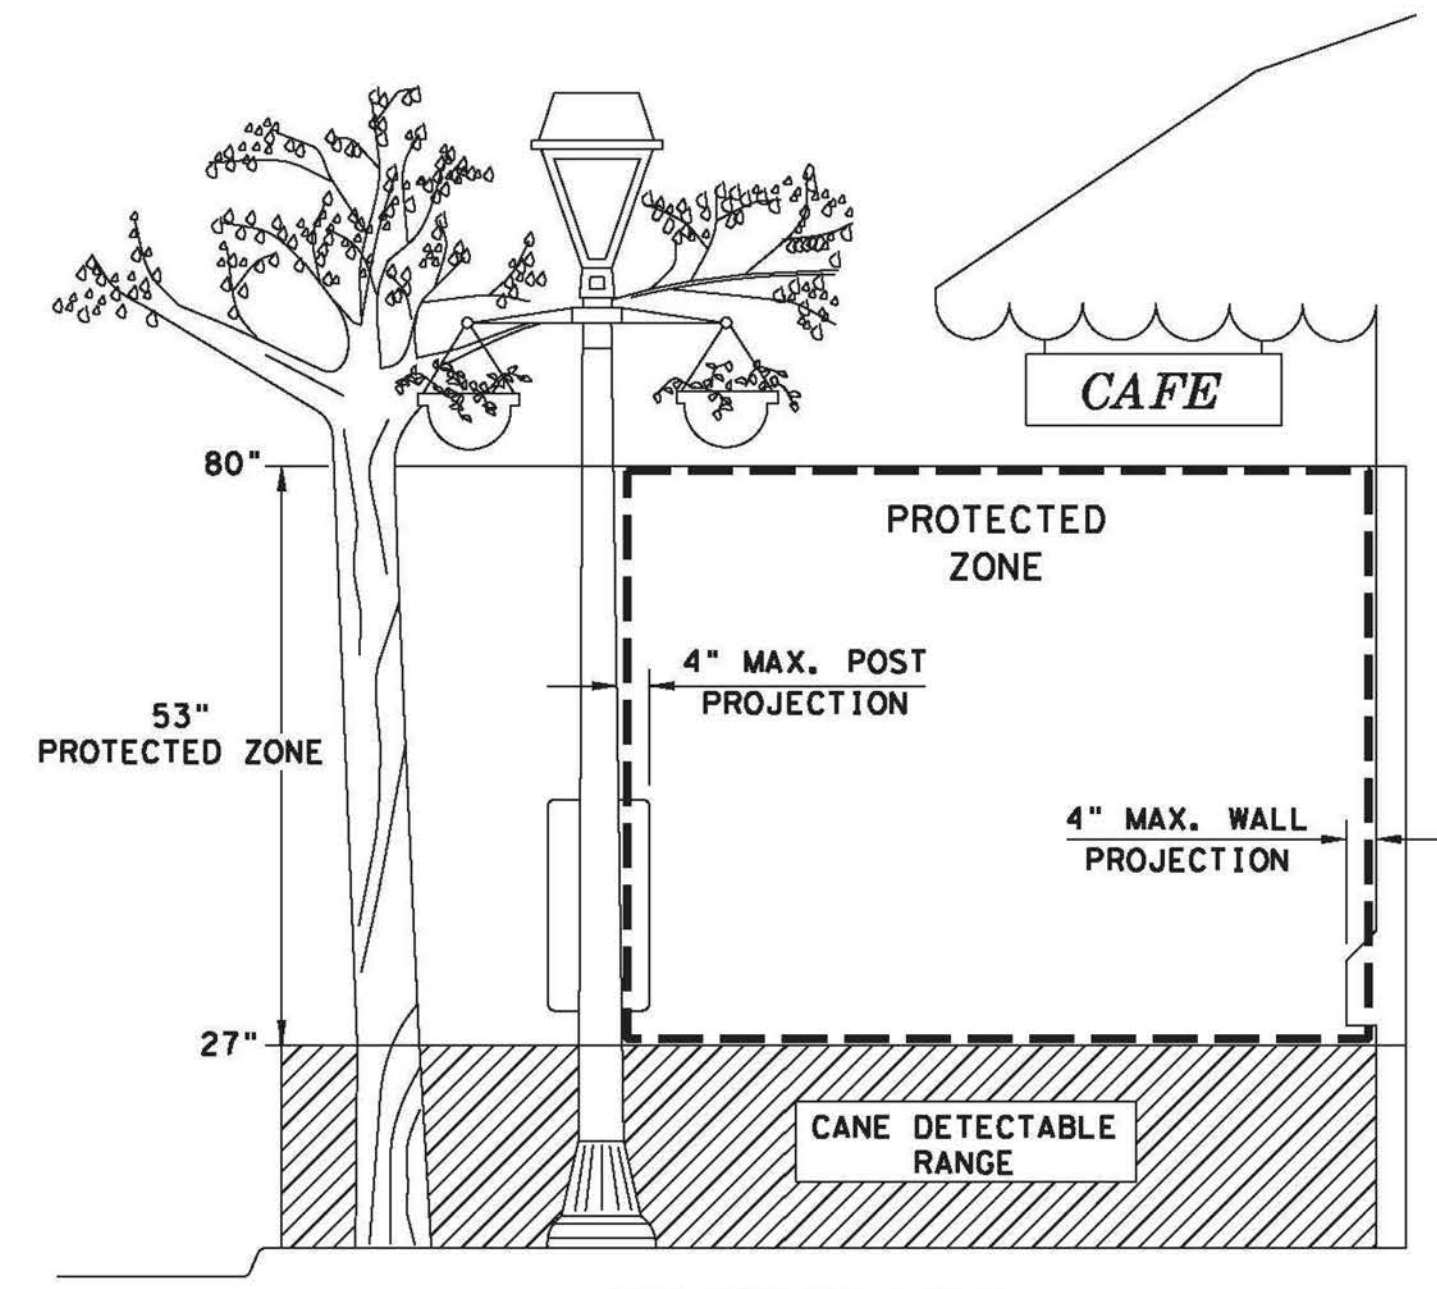 CAFE
80"
PROTECTED
ZONE
4" MAX. POST
PROJECTION
53"
PROTECTED ZONE
4" MAX. WALL
PROJECTION
27"
CANE DETECTABLE
RANGE